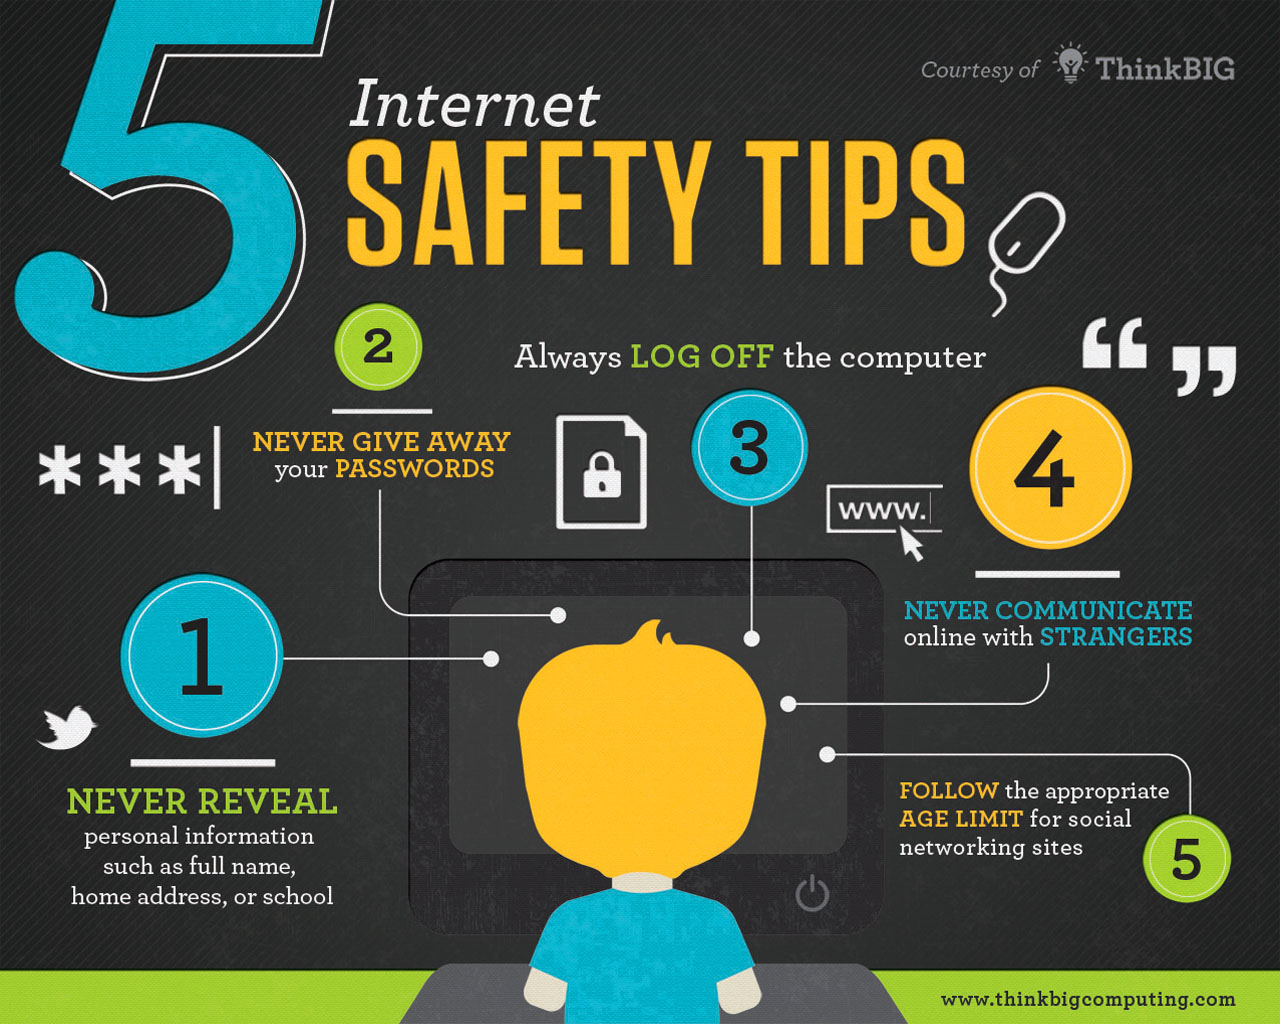 5
Internet
SAFETY TIPS
Courtesy of ThinkBIG
1
NEVER REVEAL
personal information
such as full name,
home address, or school
2
NEVER GIVE AWAY
your PASSWORDS
***|
Always LOG OFF the computer
3
www.
“ ”
4
NEVER COMMUNICATE
online with STRANGERS
FOLLOW the appropriate
AGE LIMIT for social
networking sites
5
www.thinkbigcomputing.com